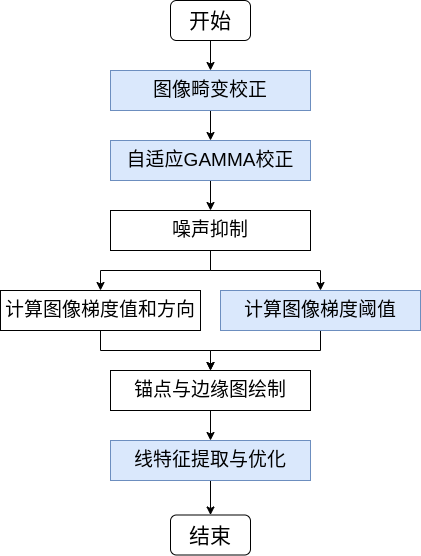 开始
图像畸变校正
自适应GAMMA校正
噪声抑制
计算图像梯度值和方向
计算图像梯度阈值
锚点与边缘图绘制
线特征提取与优化
结束